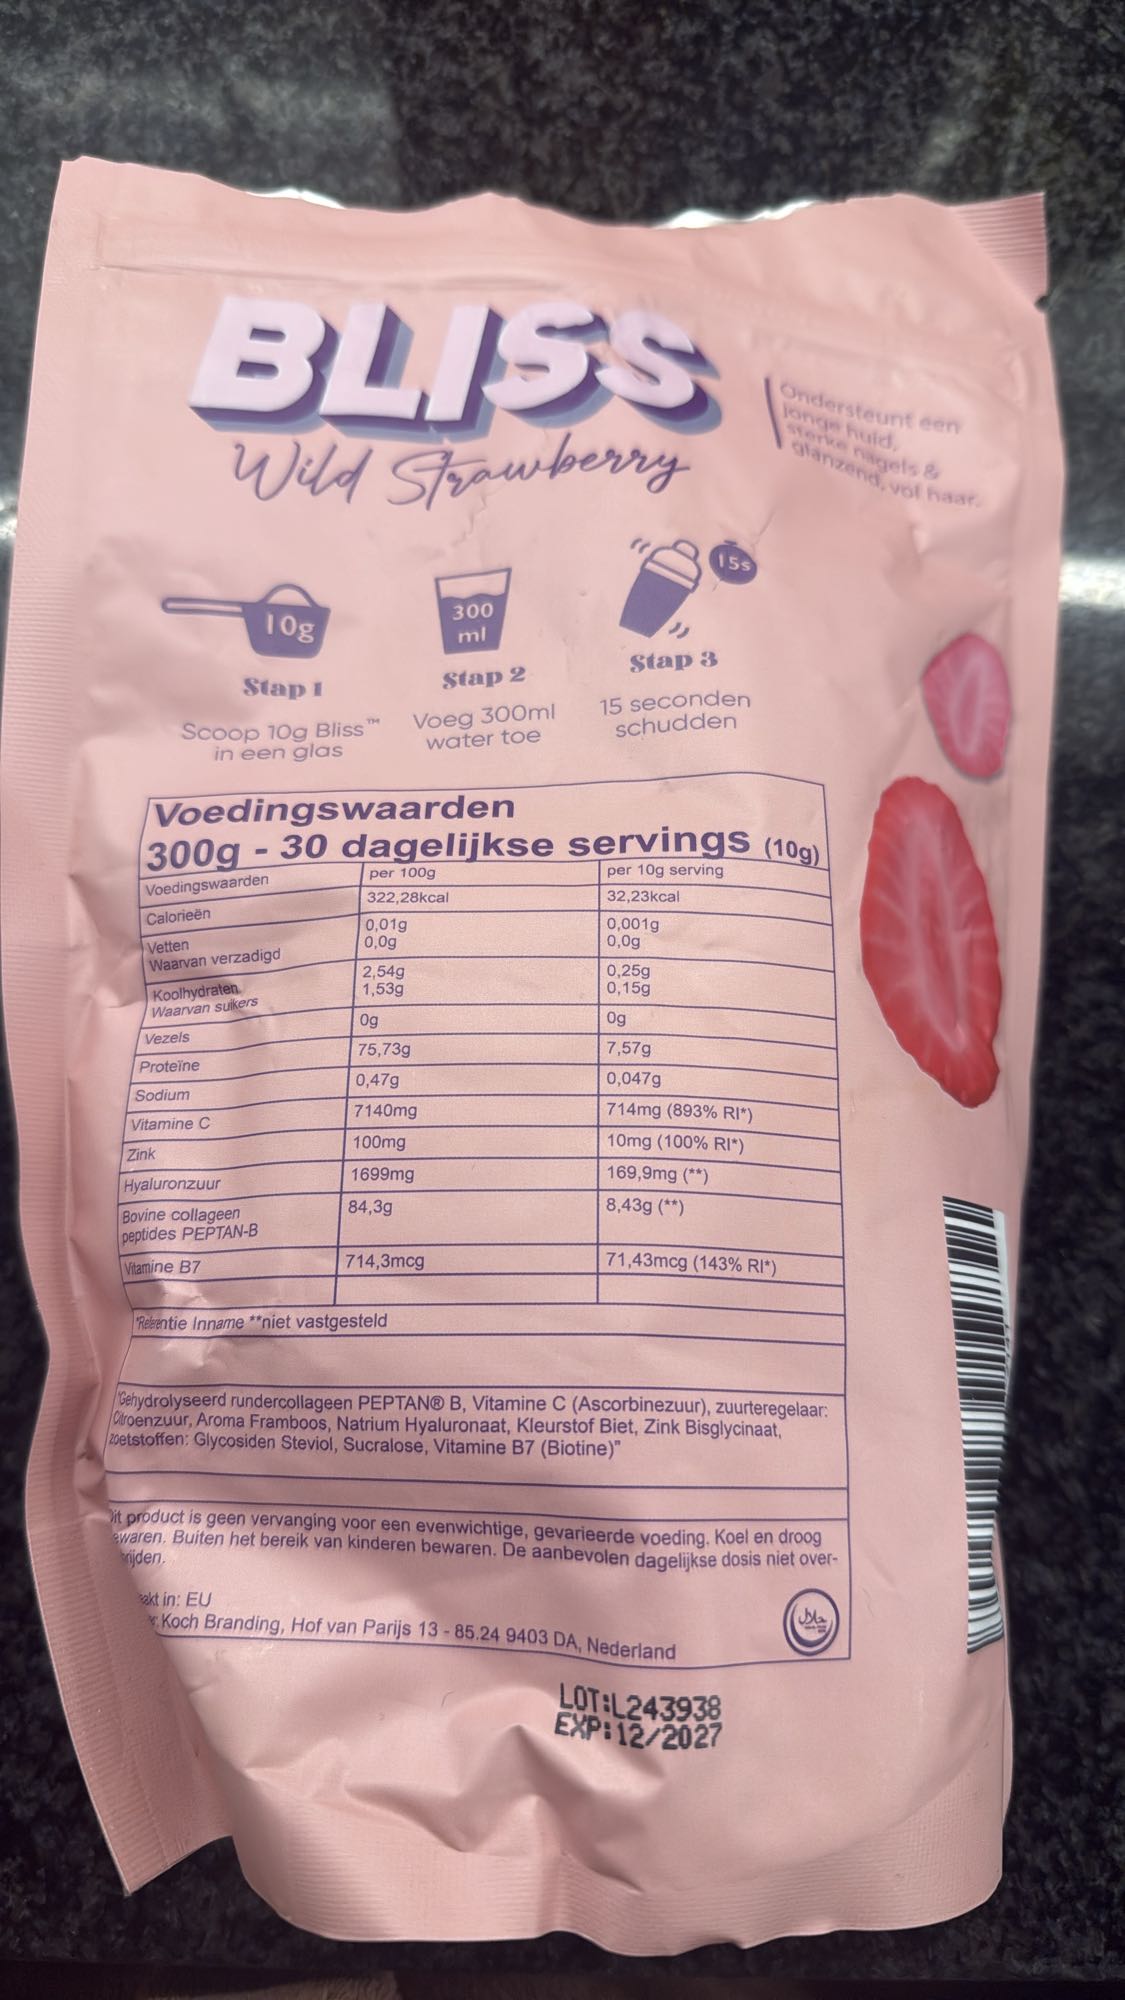 BLISS
Wild Strawberry
Ondersteunt een
jonge huid,
sterke nagels &
glanzend, vol haar.
10g
300
ml
15s
Stap 1
Stap 2
Stap 3
Scoop 10g Bliss™
in een glas
Voeg 300ml
water toe
15 seconden
schudden
Voedingswaarden
300g - 30 dagelijkse servings (10g)
Voedingswaarden per 100g per 10g serving
Calorieën 322,28kcal 32,23kcal
Vetten 0,01g 0,001g
Waarvan verzadigd 0,0g 0,0g
Koolhydraten 2,54g 0,25g
Waarvan suikers 1,53g 0,15g
Vezels 0g 0g
Proteïne 75,73g 7,57g
Sodium 0,47g 0,047g
Vitamine C 7140mg 714mg (893% RI*)
Zink 100mg 10mg (100% RI*)
Hyaluronzuur 1699mg 169,9mg (**)
Bovine collageen 84,3g 8,43g (**)
peptides PEPTAN-B
Vitamine B7 714,3mcg 71,43mcg (143% RI*)
*Referentie Inname **niet vastgesteld
"Gehydrolyseerd rundercollageen PEPTAN® B, Vitamine C (Ascorbinezuur), zuurteregelaar:
Citroenzuur, Aroma Framboos, Natrium Hyaluronaat, Kleurstof Biet, Zink Bisglycinaat,
zoetstoffen: Glycosiden Steviol, Sucralose, Vitamine B7 (Biotine)"
Dit product is geen vervanging voor een evenwichtige, gevarieerde voeding. Koel en droog
ewaren. Buiten het bereik van kinderen bewaren. De aanbevolen dagelijkse dosis niet over-
rijden.
akt in: EU
Koch Branding, Hof van Parijs 13 - 85.24 9403 DA, Nederland
حلال
LOT:L243938
EXP:12/2027